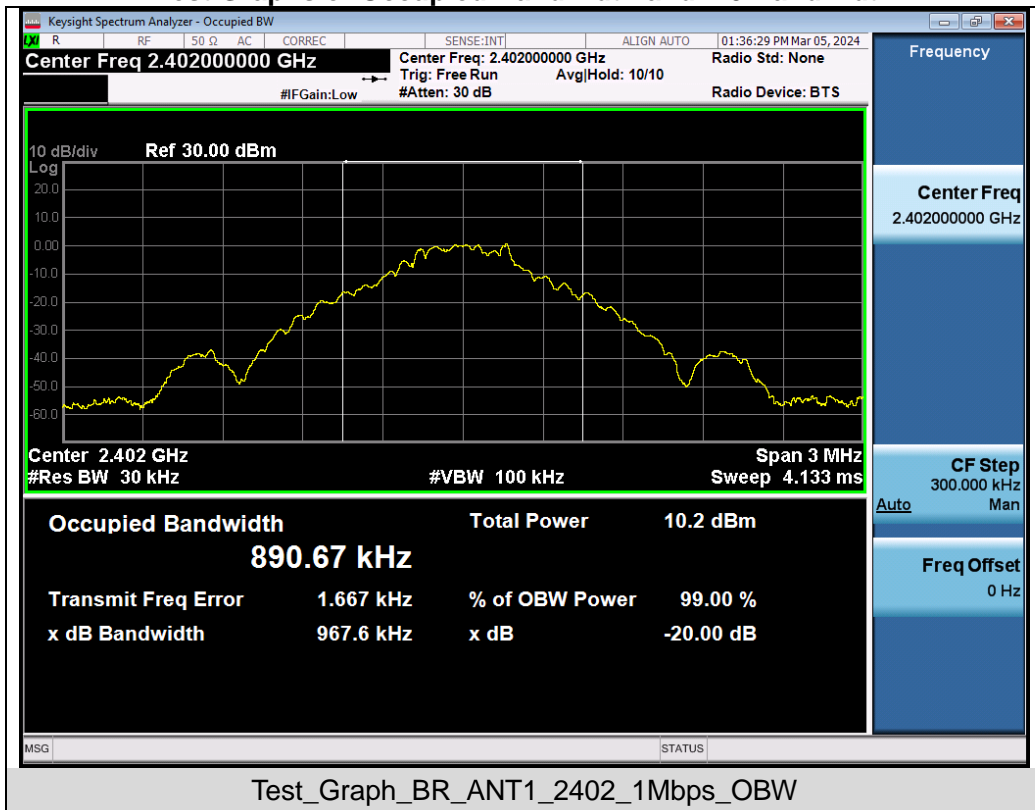 Keysight Spectrum Analyzer - Occupied BW
LXI R RF 50 Ω AC CORREC SENSE:INT ALIGN AUTO 01:36:29 PM Mar 05, 2024
Center Freq 2.402000000 GHz
Center Freq: 2.402000000 GHz Radio Std: None
Trig: Free Run Avg|Hold: 10/10
#IFGain:Low #Atten: 30 dB Radio Device: BTS
10 dB/div Ref 30.00 dBm
Log
20.0
10.0
0.00
-10.0
-20.0
-30.0
-40.0
-50.0
-60.0
Center 2.402 GHz Span 3 MHz
#Res BW 30 kHz #VBW 100 kHz Sweep 4.133 ms
Occupied Bandwidth Total Power 10.2 dBm
890.67 kHz
Transmit Freq Error 1.667 kHz % of OBW Power 99.00 %
x dB Bandwidth 967.6 kHz x dB -20.00 dB
Frequency
Center Freq
2.402000000 GHz
CF Step
300.000 kHz
Auto Man
Freq Offset
0 Hz
MSG STATUS
Test_Graph_BR_ANT1_2402_1Mbps_OBW